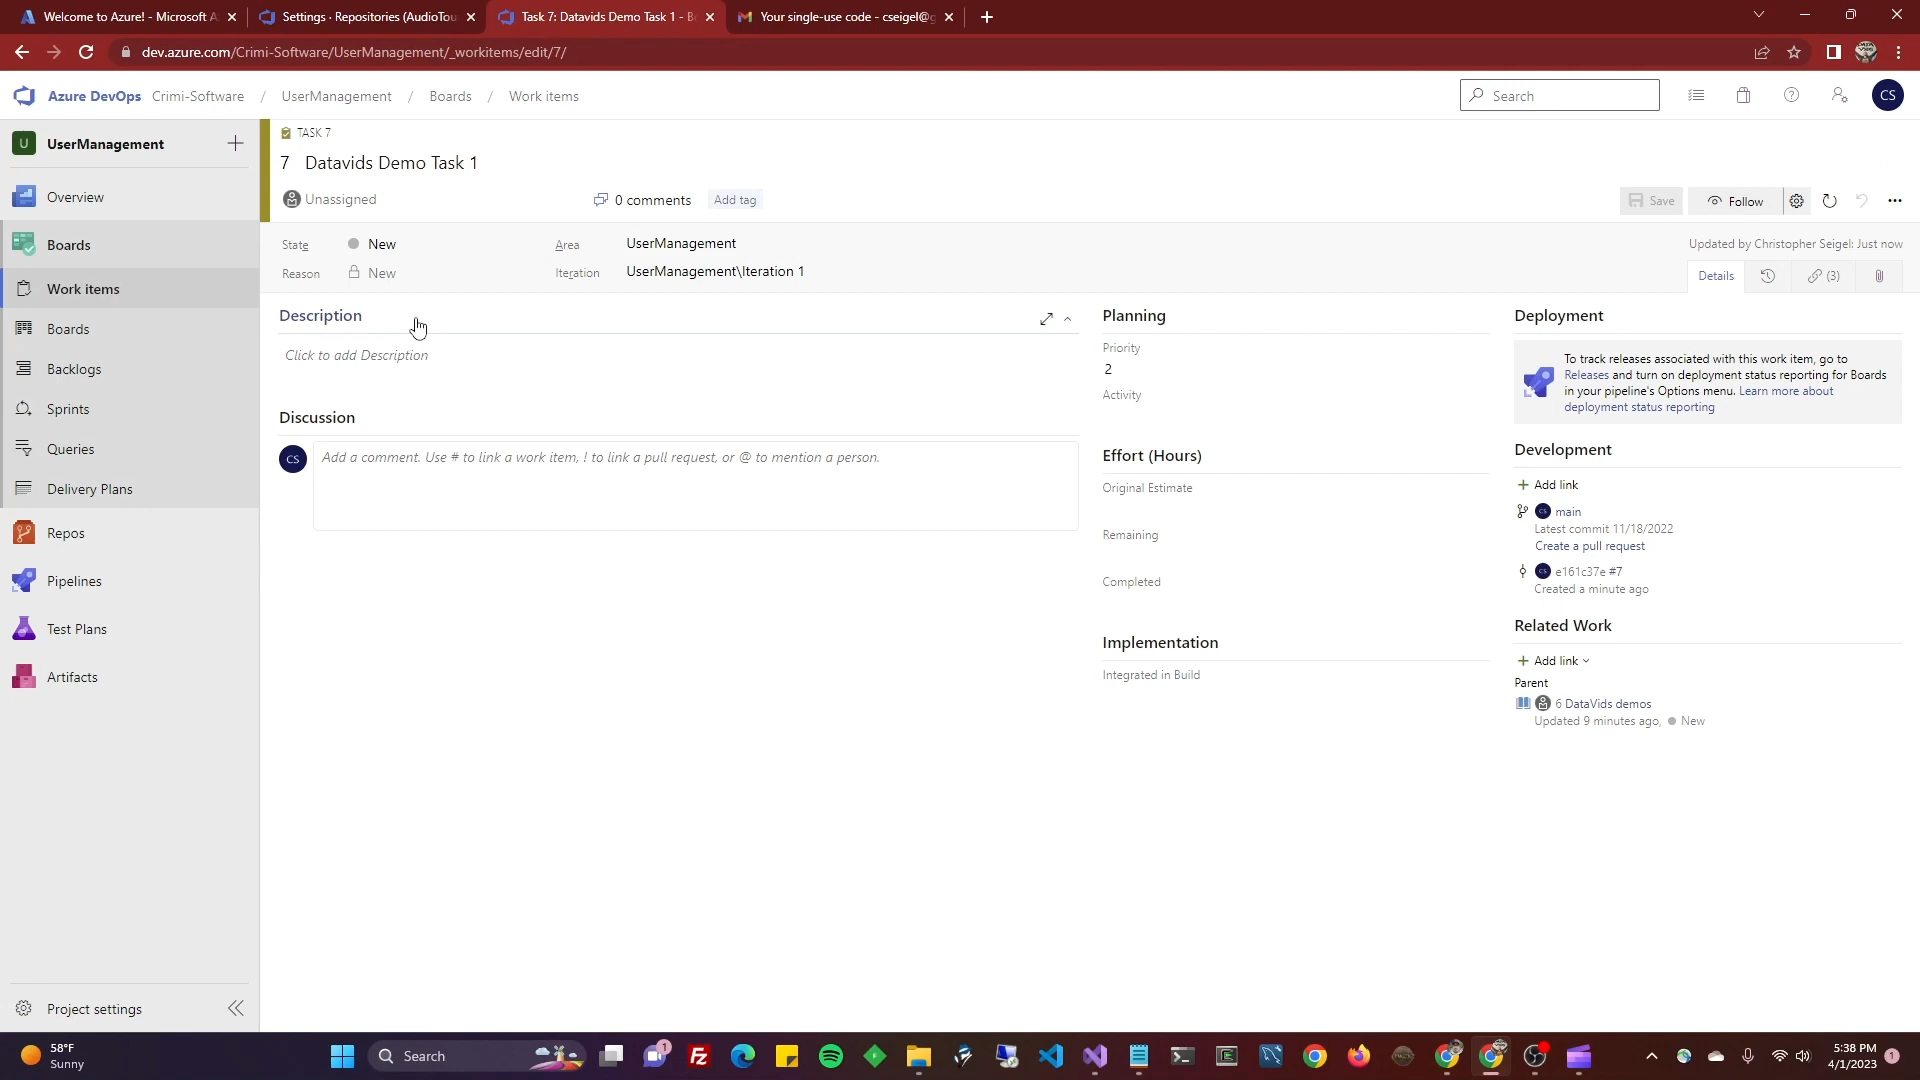 Welcome to Azure! - Microsoft A
Settings · Repositories (AudioTou
Task 7: Datavids Demo Task 1 - B
Your single-use code - cseigel@g
dev.azure.com/Crimi-Software/UserManagement/_workitems/edit/7/
Azure DevOps Crimi-Software / UserManagement / Boards / Work items
Search
CS
U UserManagement
Overview
Boards
Work items
Boards
Backlogs
Sprints
Queries
Delivery Plans
Repos
Pipelines
Test Plans
Artifacts
Project settings
TASK 7
7 Datavids Demo Task 1
Unassigned
0 comments
Add tag
Save
Follow
State New
Area UserManagement
Updated by Christopher Seigel: Just now
Reason New
Iteration UserManagement\Iteration 1
Details
(3)
Description
Click to add Description
Discussion
CS
Add a comment. Use # to link a work item, ! to link a pull request, or @ to mention a person.
Planning
Priority
2
Activity
Effort (Hours)
Original Estimate
Remaining
Completed
Implementation
Integrated in Build
Deployment
To track releases associated with this work item, go to
Releases and turn on deployment status reporting for Boards
in your pipeline's Options menu. Learn more about
deployment status reporting
Development
Add link
CS main
Latest commit 11/18/2022
Create a pull request
CS e161c37e #7
Created a minute ago
Related Work
Add link
Parent
6 DataVids demos
Updated 9 minutes ago, New
58°F
Sunny
Search
1
5:38 PM
4/1/2023
1